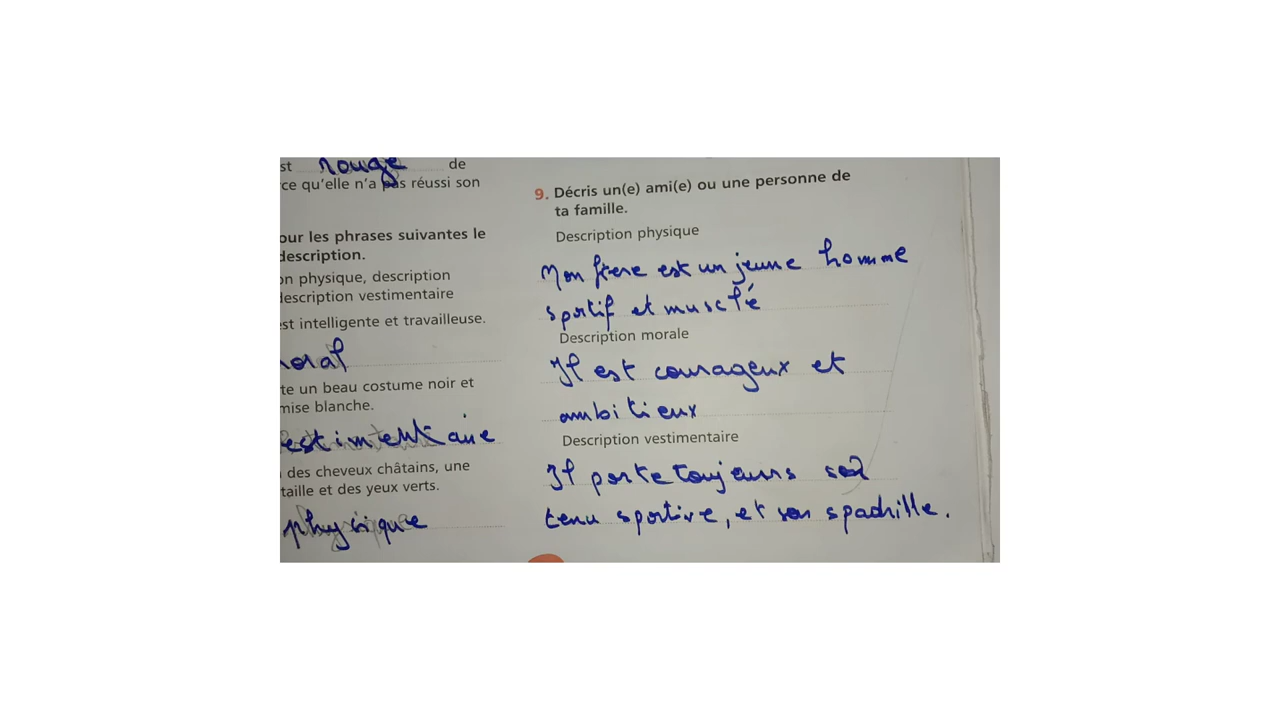 st rouge de
ce qu'elle n'a pas réussi son
our les phrases suivantes le
description.
on physique, description
description vestimentaire
est intelligente et travailleuse.
moral
te un beau costume noir et
mise blanche.
estimentaire
des cheveux châtains, une
taille et des yeux verts.
physique
9. Décris un(e) ami(e) ou une personne de
ta famille.
Description physique
Mon frere est un jeune homme
sportif et musclé
Description morale
Il est courageux et
ambitieux
Description vestimentaire
Il porte toujours sa
tenu sportive, et son spadrille.